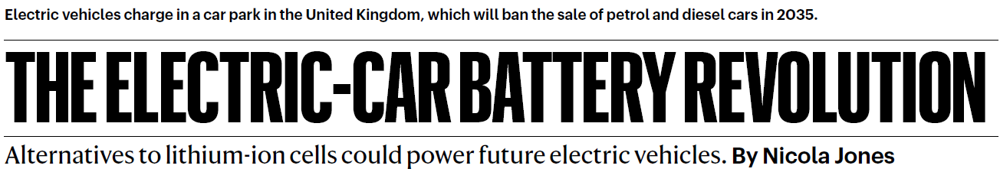 Electric vehicles charge in a car park in the United Kingdom, which will ban the sale of petrol and diesel cars in 2035.
THE ELECTRIC-CAR BATTERY REVOLUTION
Alternatives to lithium-ion cells could power future electric vehicles. By Nicola Jones